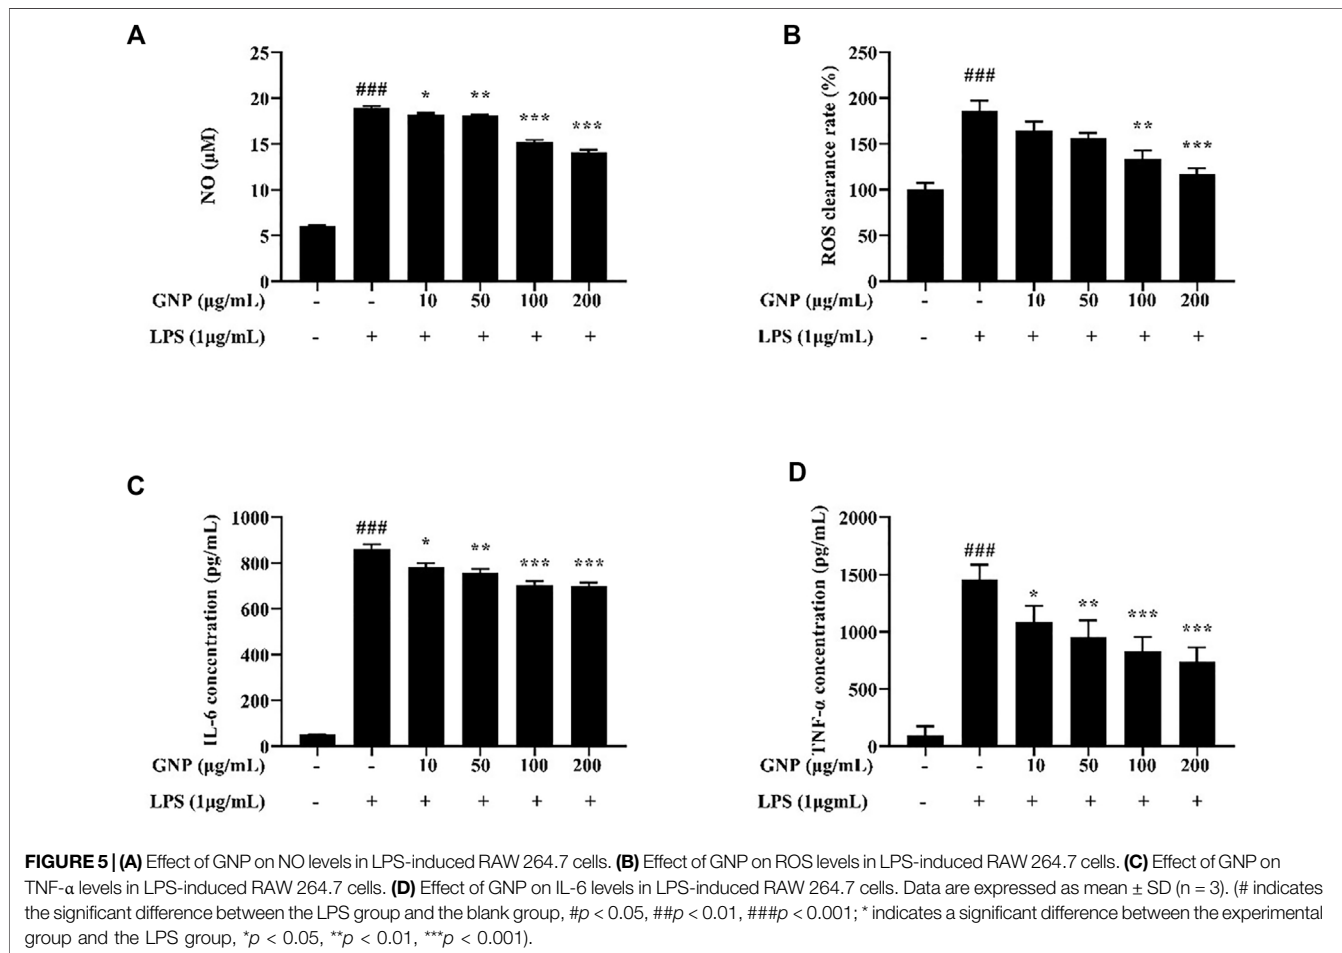 A
25
20
15
10
5
0
NO (μM)
###
*
**
***
***
GNP (μg/mL) - - 10 50 100 200
LPS (1μg/mL) - + + + + +
B
250
200
150
100
50
0
ROS clearance rate (%)
###
**
***
GNP (μg/mL) - - 10 50 100 200
LPS (1μg/mL) - + + + + +
C
1000
800
600
400
200
0
IL-6 concentration (pg/mL)
###
*
**
***
***
GNP (μg/mL) - - 10 50 100 200
LPS (1μg/mL) - + + + + +
D
2000
1500
1000
500
0
TNF-α concentration (pg/mL)
###
*
**
***
***
GNP (μg/mL) - - 10 50 100 200
LPS (1μgmL) - + + + + +
FIGURE 5 | (A) Effect of GNP on NO levels in LPS-induced RAW 264.7 cells. (B) Effect of GNP on ROS levels in LPS-induced RAW 264.7 cells. (C) Effect of GNP on
TNF-α levels in LPS-induced RAW 264.7 cells. (D) Effect of GNP on IL-6 levels in LPS-induced RAW 264.7 cells. Data are expressed as mean ± SD (n = 3). (# indicates
the significant difference between the LPS group and the blank group, #p < 0.05, ##p < 0.01, ###p < 0.001; * indicates a significant difference between the experimental
group and the LPS group, *p < 0.05, **p < 0.01, ***p < 0.001).